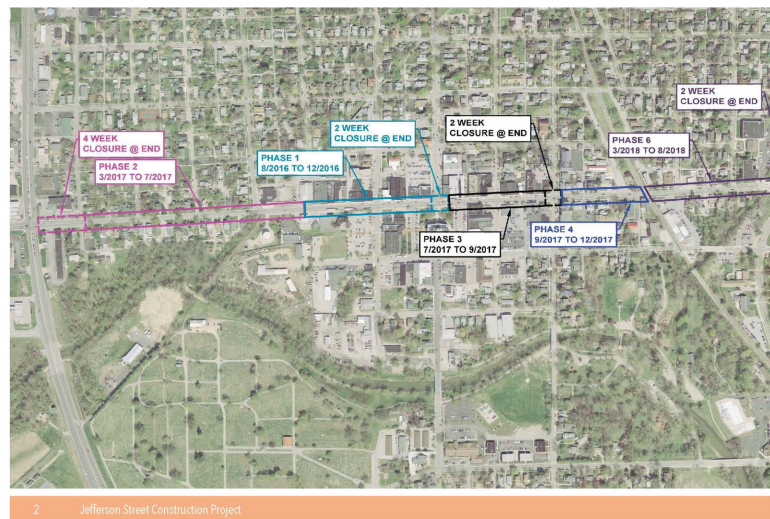 4 WEEK
CLOSURE @ END
PHASE 2
3/2017 TO 7/2017
PHASE 1
8/2016 TO 12/2016
2 WEEK
CLOSURE @ END
2 WEEK
CLOSURE @ END
PHASE 3
7/2017 TO 9/2017
PHASE 4
9/2017 TO 12/2017
PHASE 6
3/2018 TO 8/2018
2 WEEK
CLOSURE @ END
2 Jefferson Street Construction Project